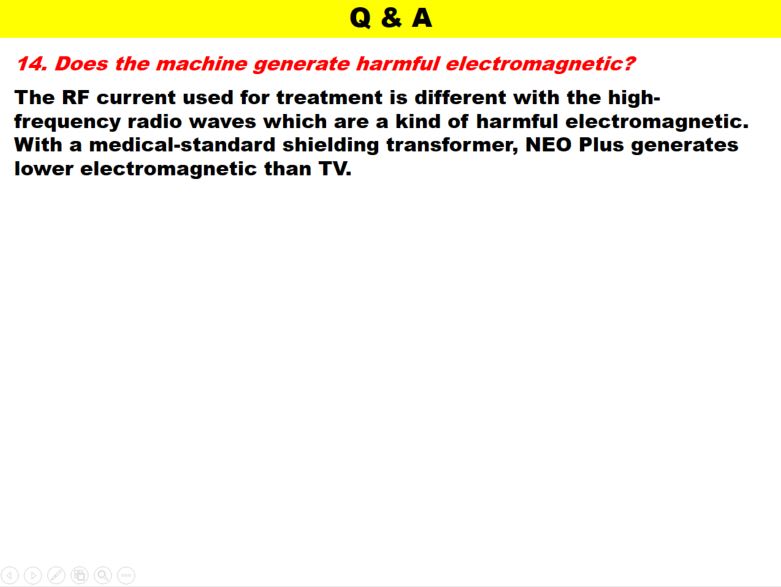 Q & A
14. Does the machine generate harmful electromagnetic?
The RF current used for treatment is different with the high-
frequency radio waves which are a kind of harmful electromagnetic.
With a medical-standard shielding transformer, NEO Plus generates
lower electromagnetic than TV.